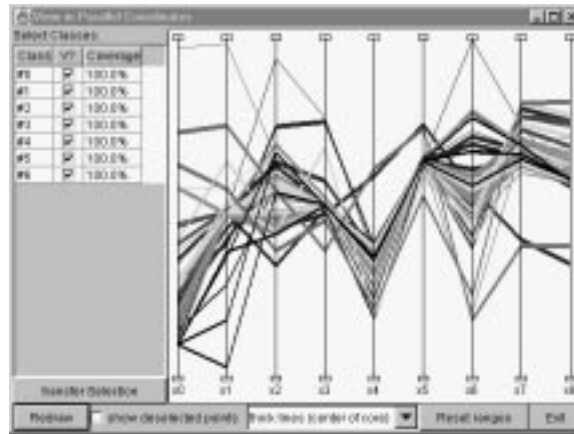 View in Parallel Coordinates
Select Classes:
Class V? Coverage
#0 100.0%
#1 100.0%
#2 100.0%
#3 100.0%
#4 100.0%
#5 100.0%
#6 100.0%
x0 x1 x2 x3 x4 x5 x6 x7 x8
Transfer Selection
Redraw show deselected points thick lines (center of core) Reset ranges Exit